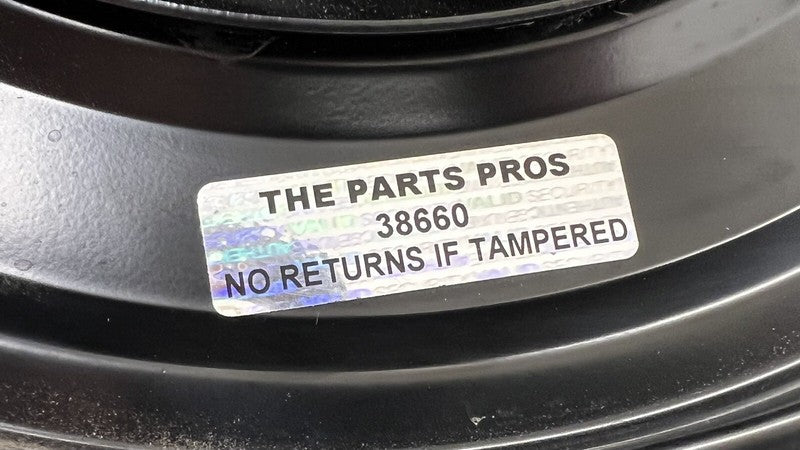 THE PARTS PROS
38660
NO RETURNS IF TAMPERED